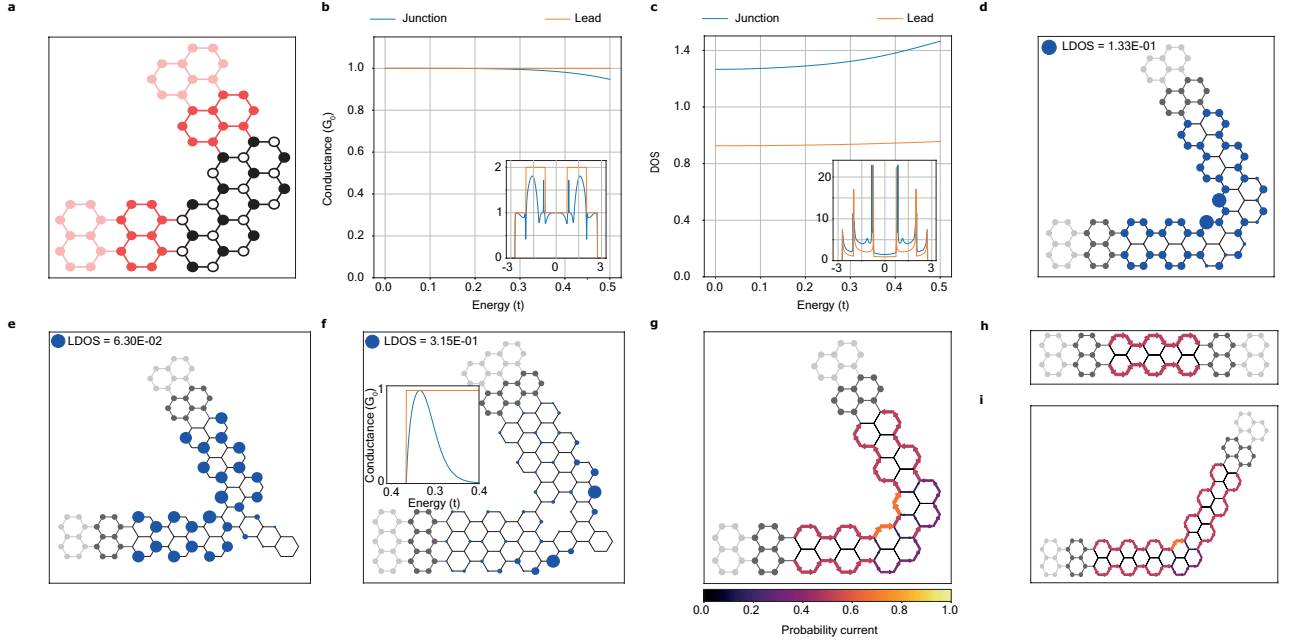 a
b
Junction
Lead
Conductance (G0)
1.0
0.8
0.6
0.4
0.2
0.0
0.0
0.1
0.2
0.3
0.4
0.5
Energy (t)
2
1
0
-3
0
3
c
Junction
Lead
DOS
1.4
1.0
0.8
0.4
0.2
0.0
0.0
0.1
0.2
0.3
0.4
0.5
Energy (t)
20
10
5
0
-3
0
3
d
LDOS = 1.33E-01
e
LDOS = 6.30E-02
f
LDOS = 3.15E-01
Conductance (G0)
1
0
0.4
0.3
0.4
Energy (t)
g
0.0
0.2
0.4
0.6
0.8
1.0
Probability current
h
i